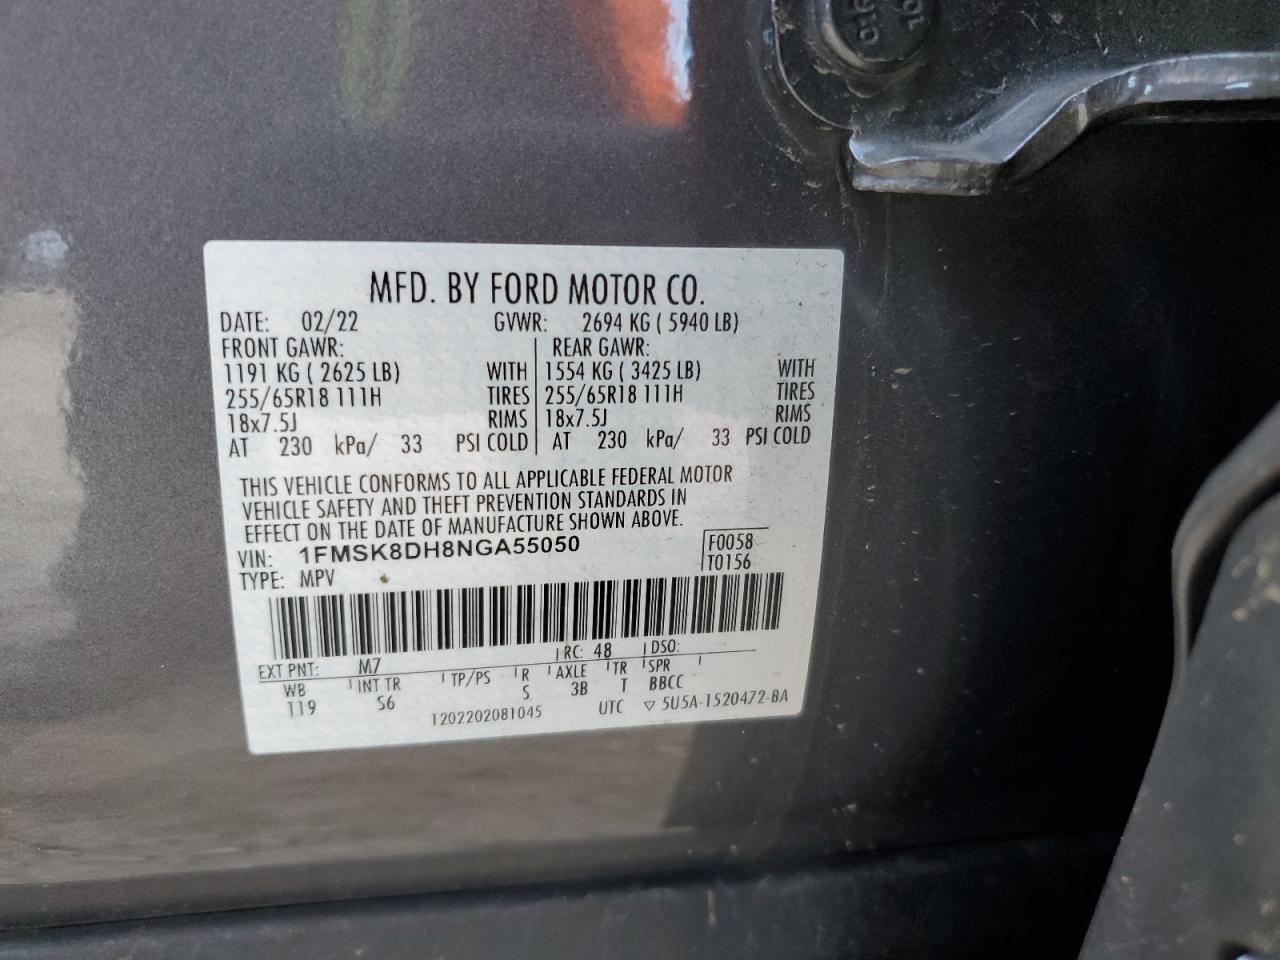 MFD. BY FORD MOTOR CO.
DATE: 02/22 GVWR: 2694 KG ( 5940 LB)
FRONT GAWR: REAR GAWR:
1191 KG ( 2625 LB) WITH 1554 KG ( 3425 LB) WITH
255/65R18 111H TIRES 255/65R18 111H TIRES
18x7.5J RIMS 18x7.5J RIMS
AT 230 kPa/ 33 PSI COLD AT 230 kPa/ 33 PSI COLD
THIS VEHICLE CONFORMS TO ALL APPLICABLE FEDERAL MOTOR
VEHICLE SAFETY AND THEFT PREVENTION STANDARDS IN
EFFECT ON THE DATE OF MANUFACTURE SHOWN ABOVE.
VIN: 1FMSK8DH8NGA55050 F0058
TYPE: MPV T0156
EXT PNT: M7 RC: 48 DSO:
WB INT TR TP/PS R AXLE TR SPR
119 S6 S 3B T BBCC
1202202081045 UTC ▽ 5U5A-1520472-BA